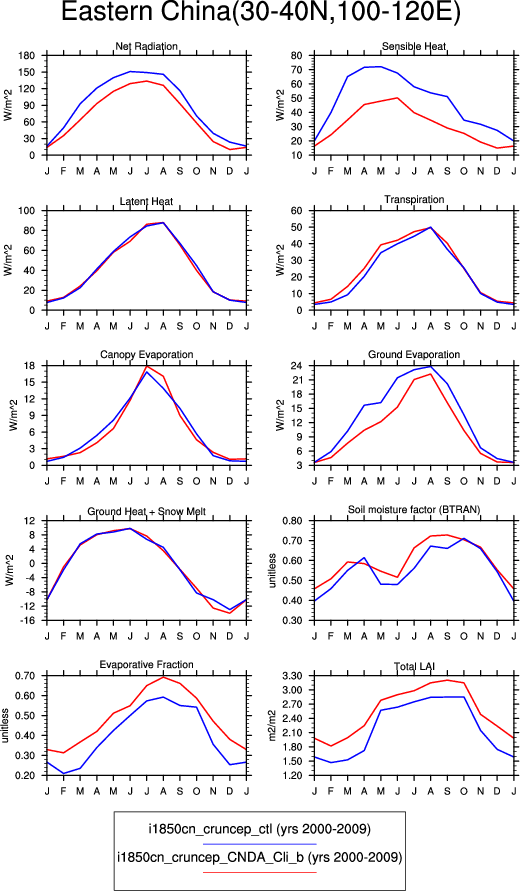 Eastern China(30-40N,100-120E)
Net Radiation
Sensible Heat
W/m^2
180
150
120
90
60
30
0
J F M A M J J A S O N D J
W/m^2
80
70
60
50
40
30
20
10
J F M A M J J A S O N D J
Latent Heat
Transpiration
W/m^2
100
80
60
40
20
0
J F M A M J J A S O N D J
W/m^2
60
50
40
30
20
10
0
J F M A M J J A S O N D J
Canopy Evaporation
Ground Evaporation
W/m^2
18
15
12
9
6
3
0
J F M A M J J A S O N D J
W/m^2
24
21
18
15
12
9
6
3
J F M A M J J A S O N D J
Ground Heat + Snow Melt
Soil moisture factor (BTRAN)
W/m^2
12
8
4
0
-4
-8
-12
-16
J F M A M J J A S O N D J
unitless
0.80
0.70
0.60
0.50
0.40
0.30
J F M A M J J A S O N D J
Evaporative Fraction
Total LAI
unitless
0.70
0.60
0.50
0.40
0.30
0.20
J F M A M J J A S O N D J
m2/m2
3.30
3.00
2.70
2.40
2.10
1.80
1.50
1.20
J F M A M J J A S O N D J
i1850cn_cruncep_ctl (yrs 2000-2009)
i1850cn_cruncep_CNDA_Cli_b (yrs 2000-2009)